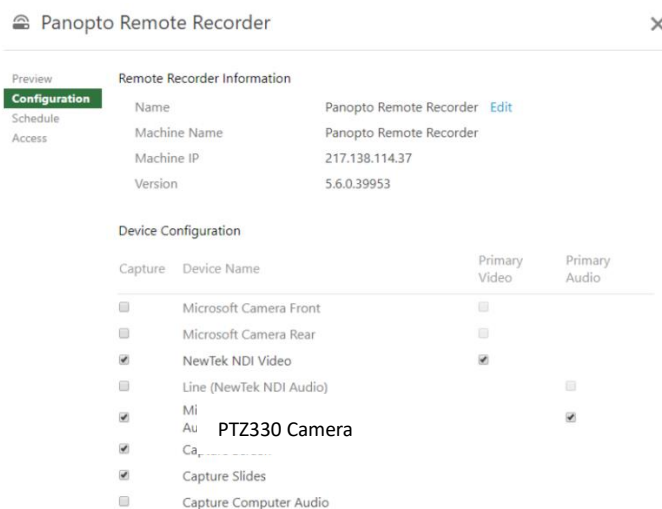 Panopto Remote Recorder
Preview
Configuration
Schedule
Access
Remote Recorder Information
Name Panopto Remote Recorder Edit
Machine Name Panopto Remote Recorder
Machine IP 217.138.114.37
Version 5.6.0.39953
Device Configuration
Capture Device Name Primary Video Primary Audio
Microsoft Camera Front
Microsoft Camera Rear
NewTek NDI Video
Line (NewTek NDI Audio)
Mi
Au PTZ330 Camera
Capture Slides
Capture Computer Audio